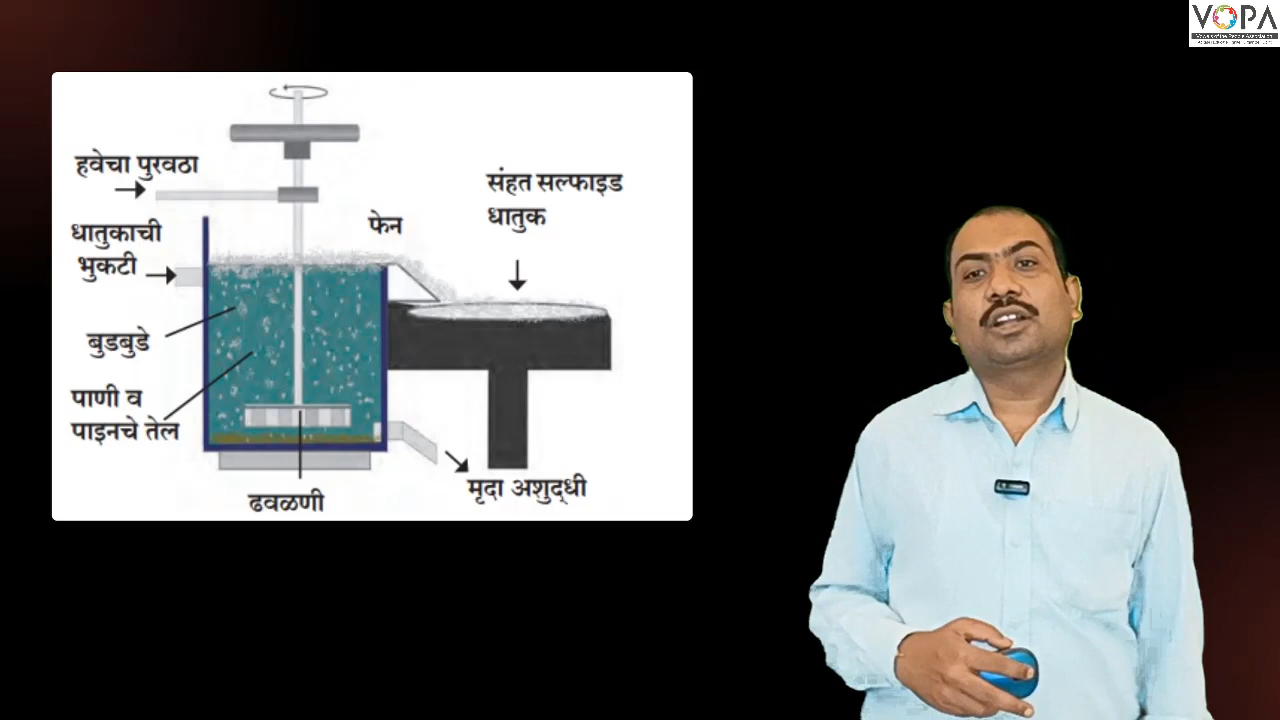 VOPA
हवेचा पुरवठा
संहत सल्फाइड
धातुक
फेन
धातुकाची
भुकटी
बुडबुडे
पाणी व
पाइनचे तेल
ढवळणी
मृदा अशुद्धी